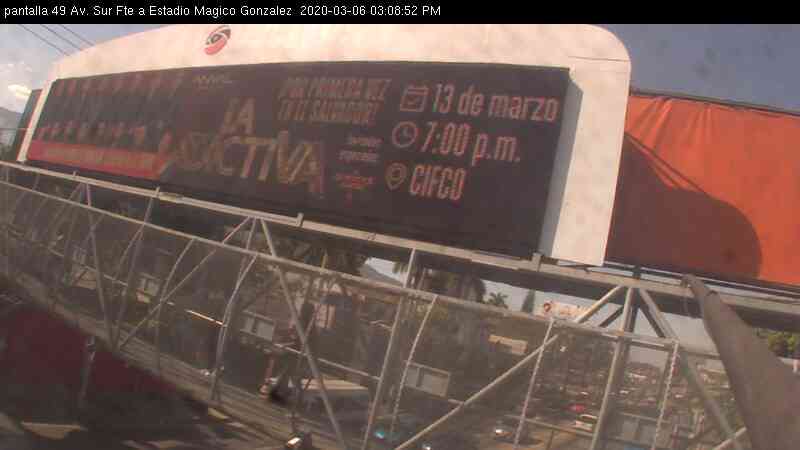 pantalla 49 Av. Sur Fte a Estadio Magico Gonzalez 2020-03-06 03:08:52 PM
¡POR PRIMERA VEZ
EN EL SALVADOR!
LA
ADICTIVA
13 de marzo
7:00 p.m.
CIFCO